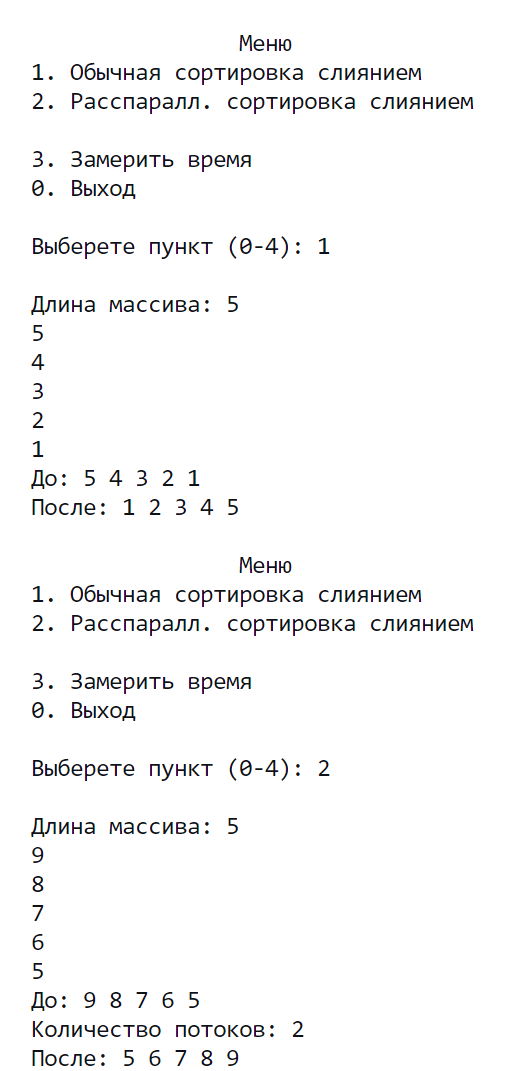 Меню
1. Обычная сортировка слиянием
2. Расспаралл. сортировка слиянием
3. Замерить время
0. Выход
Выберете пункт (0-4): 1
Длина массива: 5
5
4
3
2
1
До: 5 4 3 2 1
После: 1 2 3 4 5
Меню
1. Обычная сортировка слиянием
2. Расспаралл. сортировка слиянием
3. Замерить время
0. Выход
Выберете пункт (0-4): 2
Длина массива: 5
9
8
7
6
5
До: 9 8 7 6 5
Количество потоков: 2
После: 5 6 7 8 9